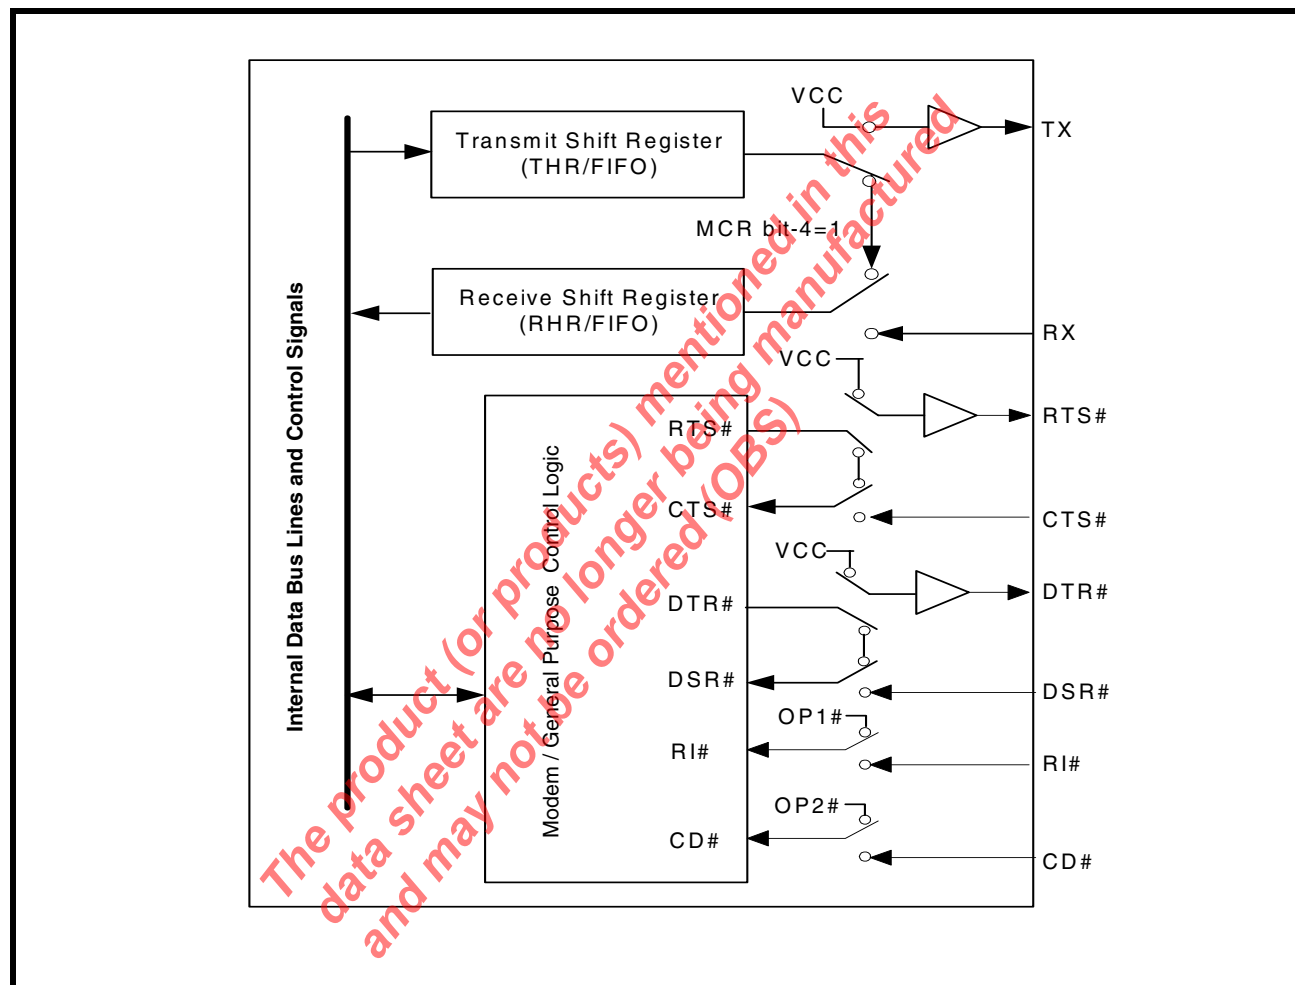 VCC
TX
Transmit Shift Register
(THR/FIFO)
MCR bit-4=1
Receive Shift Register
(RHR/FIFO)
RX
VCC
RTS#
RTS#
CTS#
CTS#
VCC
DTR#
DTR#
DSR#
DSR#
OP1#
RI#
RI#
OP2#
CD#
CD#
Internal Data Bus Lines and Control Signals
Modem / General Purpose Control Logic
The product (or products) mentioned in this
data sheet are no longer being manufactured
and may not be ordered (OBS)